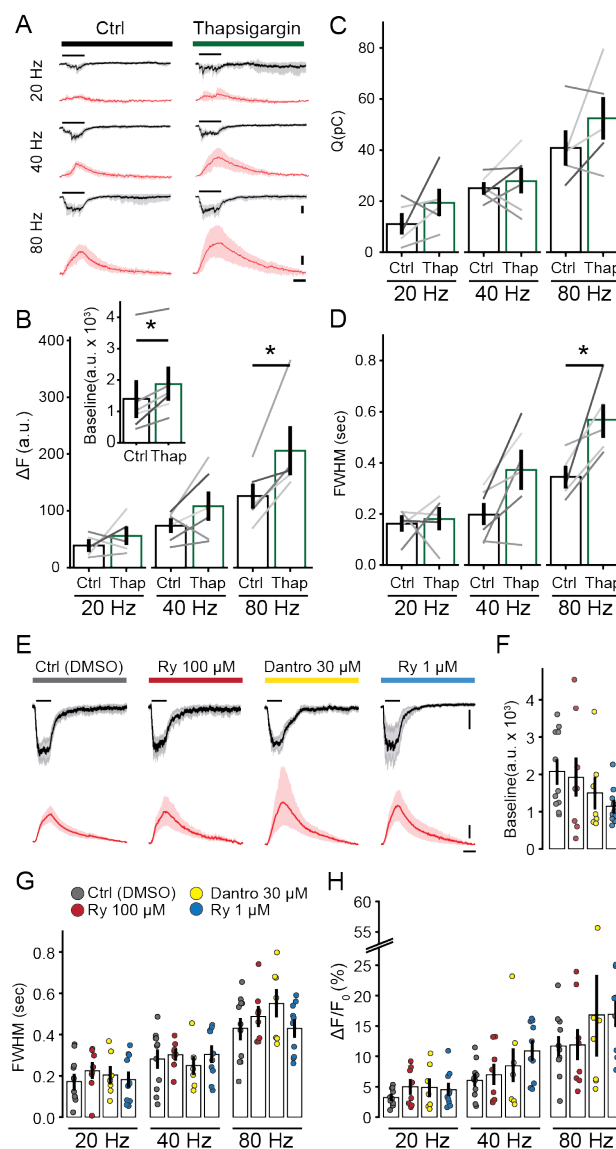 A
Ctrl
Thapsigargin
20 Hz
40 Hz
80 Hz
C
Q(pC)
80
60
40
20
0
Ctrl Thap Ctrl Thap Ctrl Thap
20 Hz 40 Hz 80 Hz
B
ΔF (a.u.)
400
300
200
100
0
Baseline(a.u. x 10³)
4
3
2
1
0
*
Ctrl Thap
*
Ctrl Thap Ctrl Thap Ctrl Thap
20 Hz 40 Hz 80 Hz
D
FWHM (sec)
0.8
0.6
0.4
0.2
0.0
*
Ctrl Thap Ctrl Thap Ctrl Thap
20 Hz 40 Hz 80 Hz
E
Ctrl (DMSO) Ry 100 µM Dantro 30 µM Ry 1 µM
F
Baseline(a.u. x 10³)
4
3
2
1
0
G
Ctrl (DMSO) Dantro 30 µM
Ry 100 µM Ry 1 µM
FWHM (sec)
0.8
0.6
0.4
0.2
0.0
20 Hz 40 Hz 80 Hz
H
ΔF/F₀ (%)
60
55
25
20
15
10
5
0
20 Hz 40 Hz 80 Hz